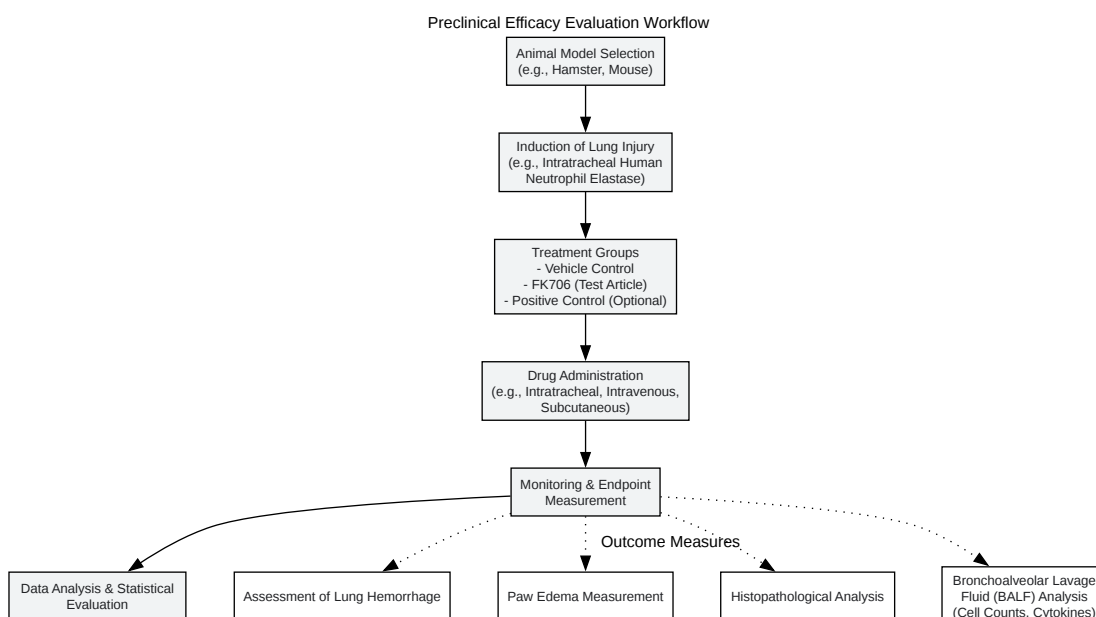 Preclinical Efficacy Evaluation Workflow
Animal Model Selection
(e.g., Hamster, Mouse)
Induction of Lung Injury
(e.g., Intratracheal Human
Neutrophil Elastase)
Treatment Groups
- Vehicle Control
- FK706 (Test Article)
- Positive Control (Optional)
Drug Administration
(e.g., Intratracheal, Intravenous,
Subcutaneous)
Monitoring & Endpoint
Measurement
Outcome Measures
Data Analysis & Statistical
Evaluation
Assessment of Lung Hemorrhage
Paw Edema Measurement
Histopathological Analysis
Bronchoalveolar Lavage
Fluid (BALF) Analysis
(Cell Counts, Cytokines)